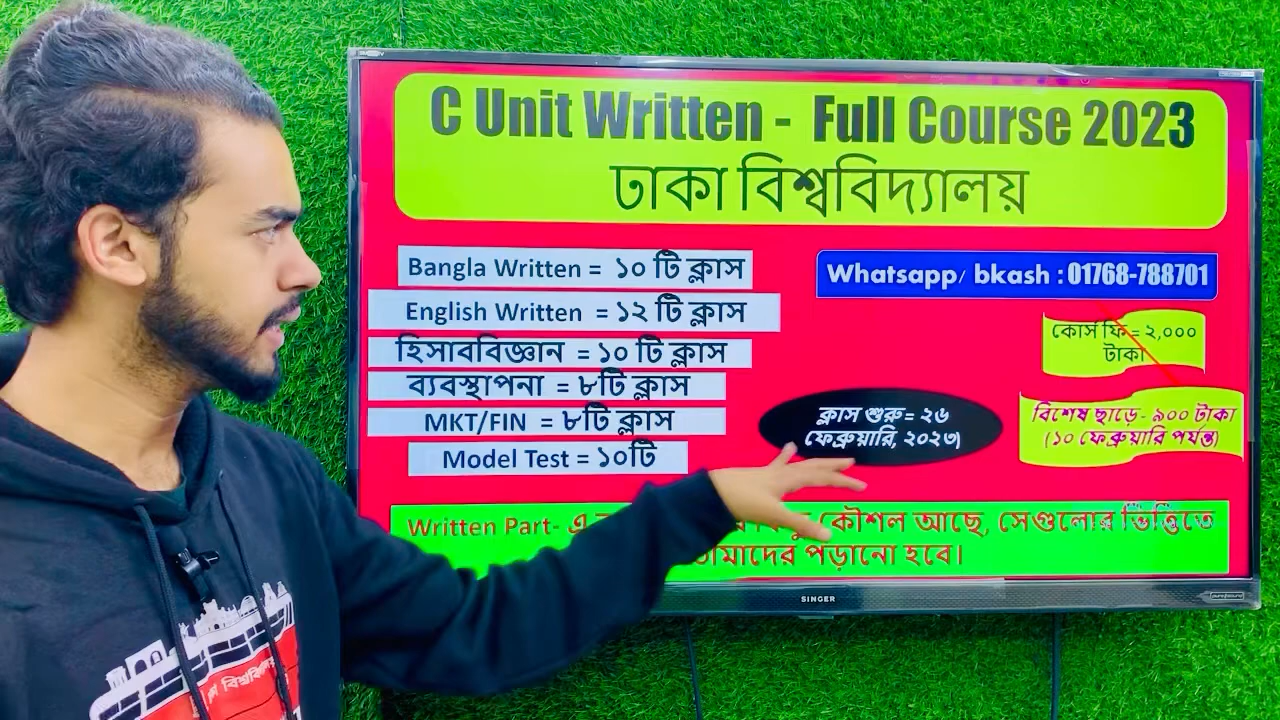 C Unit Written - Full Course 2023
ঢাকা বিশ্ববিদ্যালয়
Bangla Written = ১০ টি ক্লাস
English Written = ১২ টি ক্লাস
হিসাববিজ্ঞান = ১০ টি ক্লাস
ব্যবস্থাপনা = ৮টি ক্লাস
MKT/FIN = ৮টি ক্লাস
Model Test = ১০টি
Whatsapp/ bkash : 01768-788701
কোর্স ফি = ২,০০০
টাকা
ক্লাস শুরু= ২৬
ফেব্রুয়ারি, ২০২৩
বিশেষ ছাড়ে- ৯০০ টাকা
(১০ ফেব্রুয়ারি পর্যন্ত)
Written Part- এ কৌশল আছে, সেগুলোর ভিত্তিতে
পড়ানো হবে।
SINGER